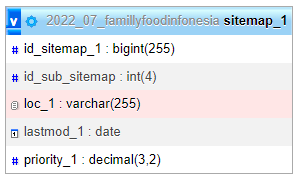 v 2022_07_famillyfoodinfonesia sitemap_1
# id_sitemap_1 : bigint(255)
# id_sub_sitemap : int(4)
loc_1 : varchar(255)
lastmod_1 : date
# priority_1 : decimal(3,2)